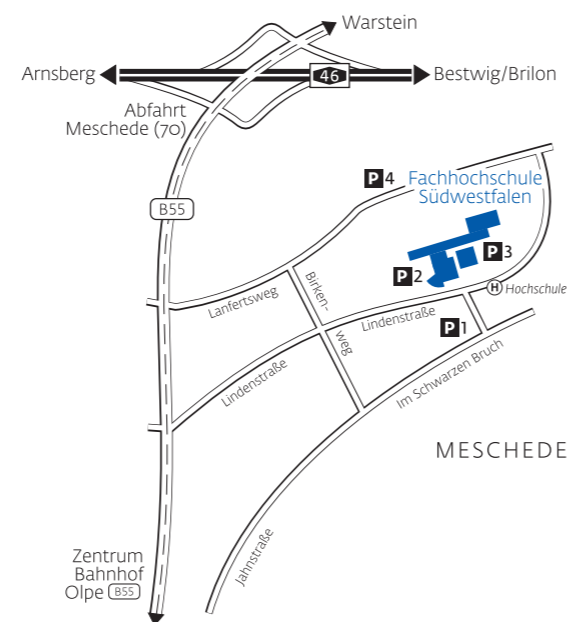 Warstein
Arnsberg
46
Bestwig/Brilon
Abfahrt
Meschede (70)
P 4
Fachhochschule
Südwestfalen
B55
P 3
P 2
H Hochschule
Birken-
weg
Lanfertsweg
Lindenstraße
P 1
Lindenstraße
Im Schwarzen Bruch
MESCHEDE
Jahnstraße
Zentrum
Bahnhof
Olpe B55